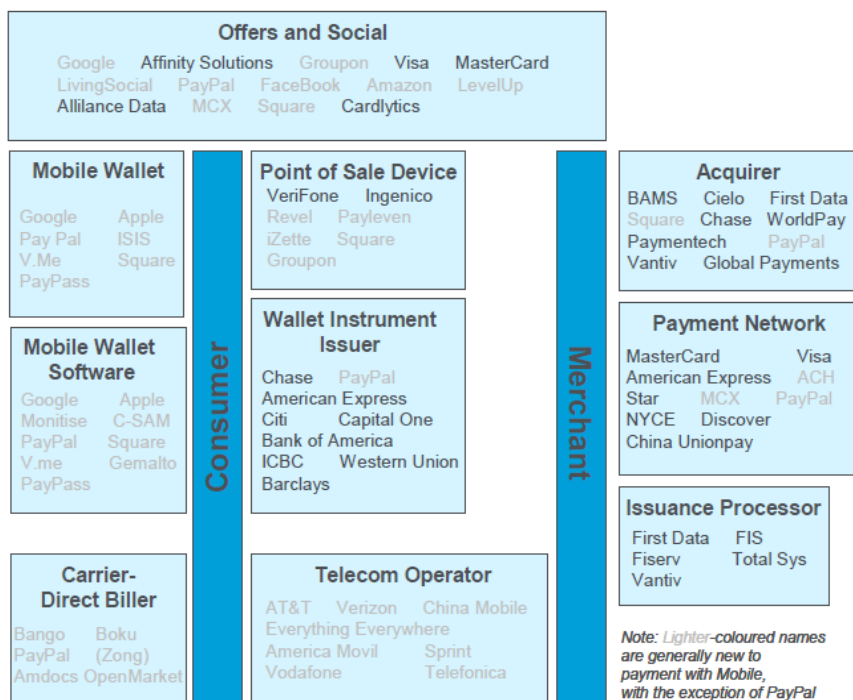 Offers and Social
Google Affinity Solutions Groupon Visa MasterCard
LivingSocial PayPal FaceBook Amazon LevelUp
Allilance Data MCX Square Cardlytics
Mobile Wallet
Google Apple
Pay Pal ISIS
V.Me Square
PayPass
Mobile Wallet
Software
Google Apple
Monitise C-SAM
PayPal Square
V.me Gemalto
PayPass
Carrier-
Direct Biller
Bango Boku
PayPal (Zong)
Amdocs OpenMarket
Consumer
Point of Sale Device
VeriFone Ingenico
Revel Payleven
iZette Square
Groupon
Wallet Instrument
Issuer
Chase PayPal
American Express
Citi Capital One
Bank of America
ICBC Western Union
Barclays
Telecom Operator
AT&T Verizon China Mobile
Everything Everywhere
America Movil Sprint
Vodafone Telefonica
Merchant
Acquirer
BAMS Cielo First Data
Square Chase WorldPay
Paymentech PayPal
Vantiv Global Payments
Payment Network
MasterCard Visa
American Express ACH
Star MCX PayPal
NYCE Discover
China Unionpay
Issuance Processor
First Data FIS
Fiserv Total Sys
Vantiv
Note: Lighter-coloured names
are generally new to
payment with Mobile,
with the exception of PayPal